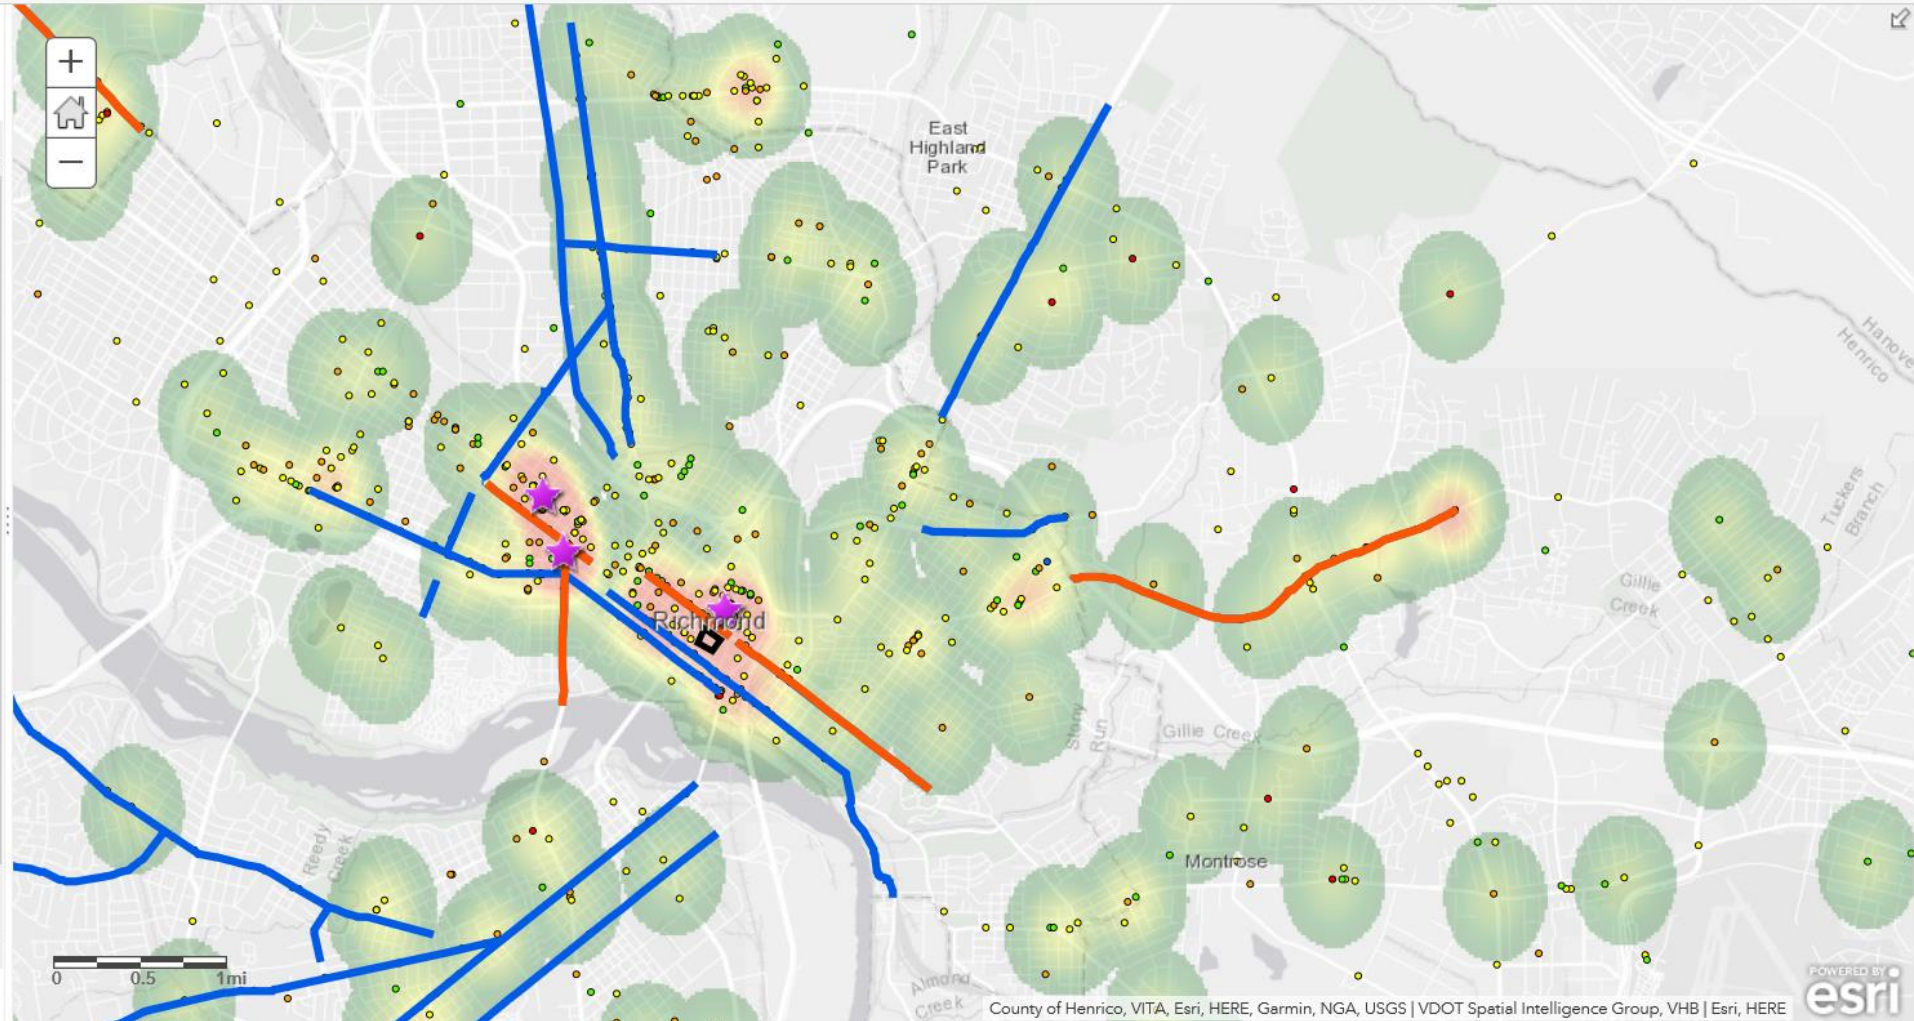 +
−
East
Highland
Park
Hanove
Henrico
Tuckers
Branch
Gillie
Creek
Richmond
Stony
Run
Gillie Creek
Reedy
Creek
Montrose
Almond
Creek
0 0.5 1mi
County of Henrico, VITA, Esri, HERE, Garmin, NGA, USGS | VDOT Spatial Intelligence Group, VHB | Esri, HERE
POWERED BY
esri